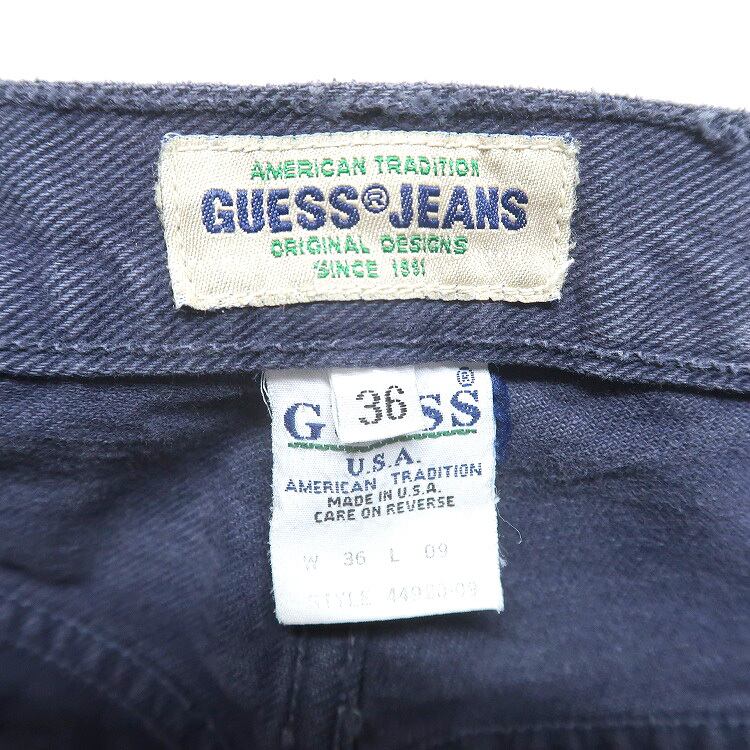 AMERICAN TRADITION
GUESS® JEANS
ORIGINAL DESIGNS
SINCE 1981
®
G 36 SS
U.S.A.
AMERICAN TRADITION
MADE IN U.S.A.
CARE ON REVERSE
W 36 L 09
STYLE